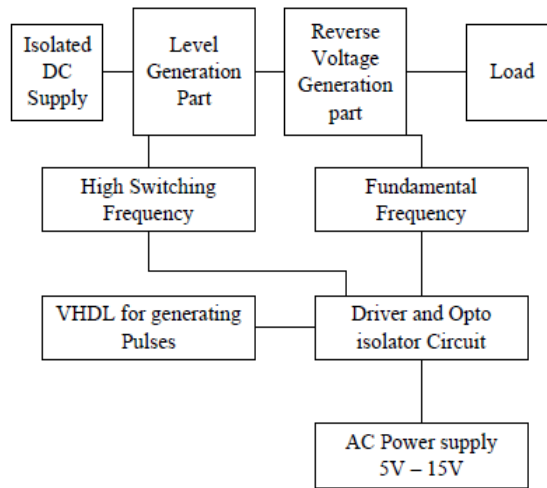 Isolated
DC
Supply
Level
Generation
Part
Reverse
Voltage
Generation
part
Load
High Switching
Frequency
Fundamental
Frequency
VHDL for generating
Pulses
Driver and Opto
isolator Circuit
AC Power supply
5V – 15V